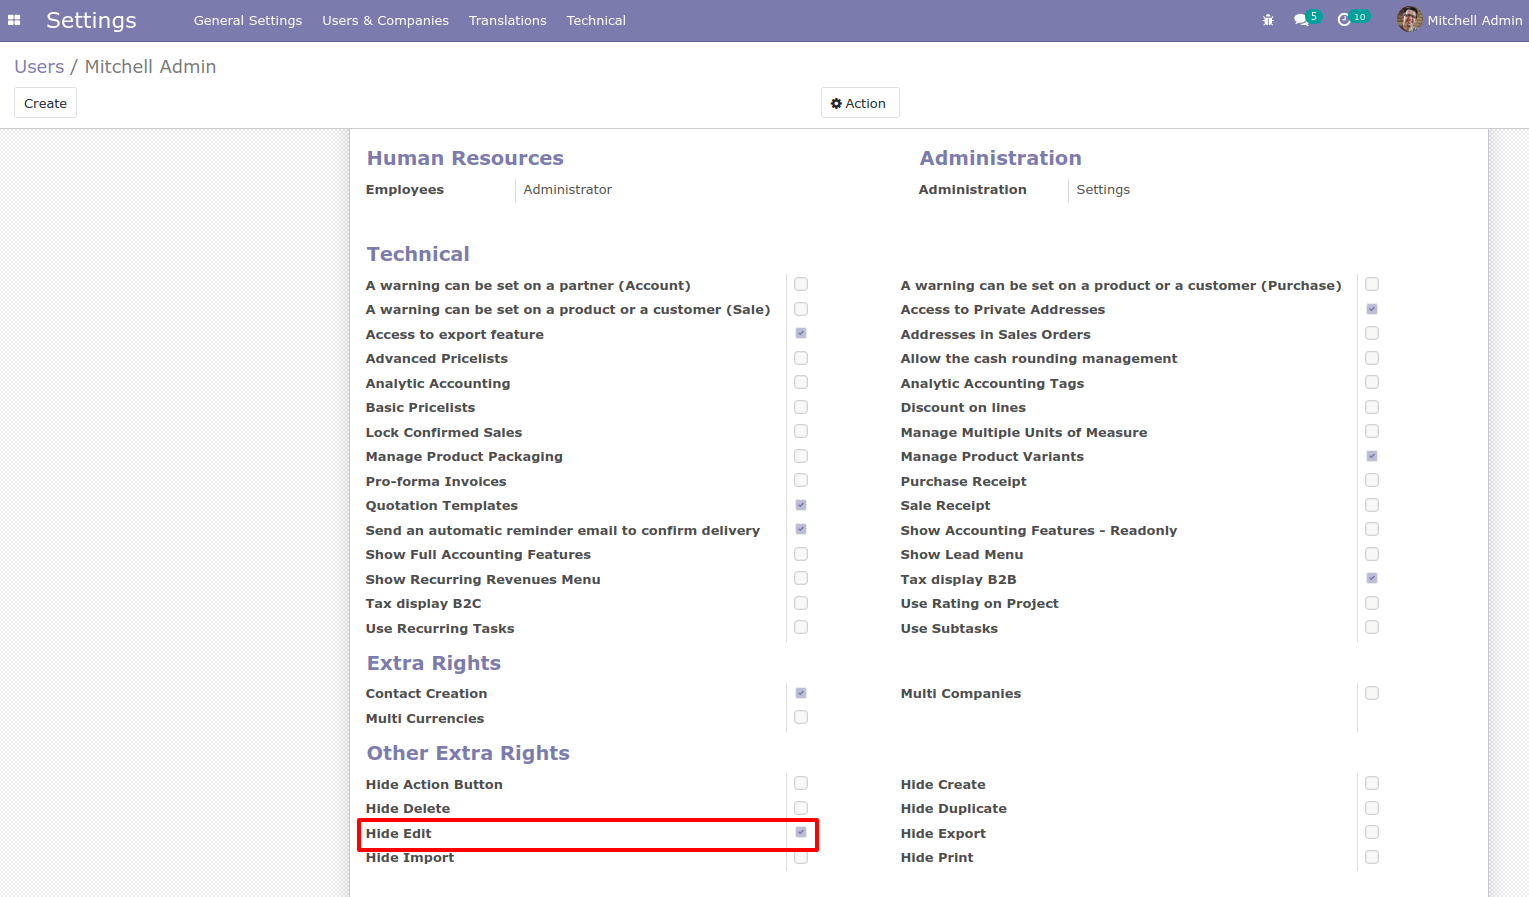 Settings General Settings Users & Companies Translations Technical 5 10 Mitchell Admin
Users / Mitchell Admin
Create Action
Human Resources Administration
Employees Administrator Administration Settings
Technical
A warning can be set on a partner (Account) A warning can be set on a product or a customer (Purchase)
A warning can be set on a product or a customer (Sale) Access to Private Addresses
Access to export feature Addresses in Sales Orders
Advanced Pricelists Allow the cash rounding management
Analytic Accounting Analytic Accounting Tags
Basic Pricelists Discount on lines
Lock Confirmed Sales Manage Multiple Units of Measure
Manage Product Packaging Manage Product Variants
Pro-forma Invoices Purchase Receipt
Quotation Templates Sale Receipt
Send an automatic reminder email to confirm delivery Show Accounting Features - Readonly
Show Full Accounting Features Show Lead Menu
Show Recurring Revenues Menu Tax display B2B
Tax display B2C Use Rating on Project
Use Recurring Tasks Use Subtasks
Extra Rights
Contact Creation Multi Companies
Multi Currencies
Other Extra Rights
Hide Action Button Hide Create
Hide Delete Hide Duplicate
Hide Edit Hide Export
Hide Import Hide Print